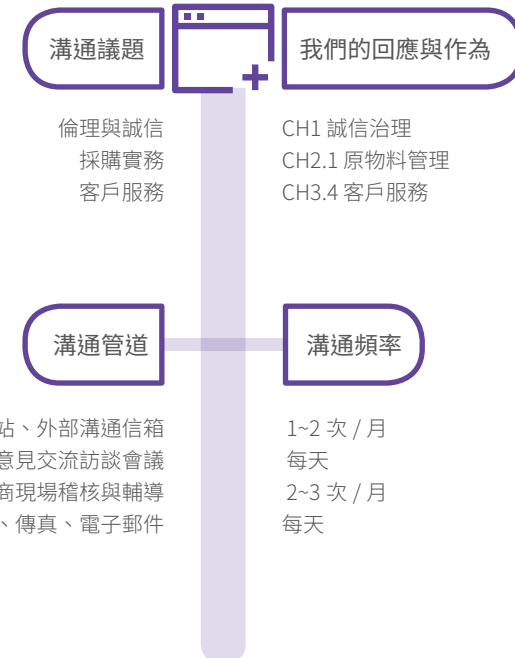 溝通議題
我們的回應與作為
倫理與誠信
採購實務
客戶服務
CH1 誠信治理
CH2.1 原物料管理
CH3.4 客戶服務
溝通管道
溝通頻率
站、外部溝通信箱
意見交流訪談會議
商現場稽核與輔導
、傳真、電子郵件
1~2 次 / 月
每天
2~3 次 / 月
每天